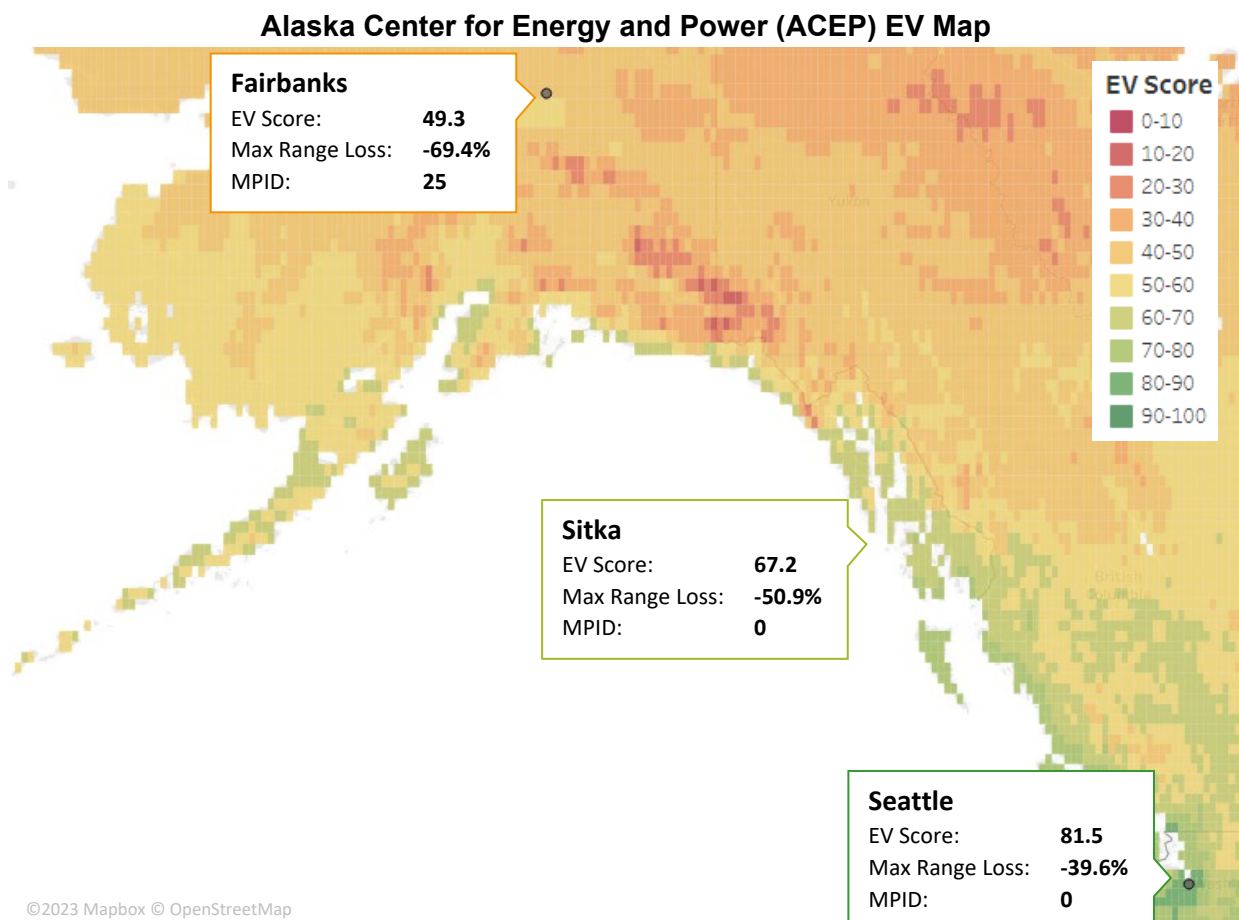 Alaska Center for Energy and Power (ACEP) EV Map
Fairbanks
EV Score: 49.3
Max Range Loss: -69.4%
MPID: 25
EV Score
0-10
10-20
20-30
30-40
40-50
50-60
60-70
70-80
80-90
90-100
Yukon
Sitka
EV Score: 67.2
Max Range Loss: -50.9%
MPID: 0
British
Columbia
Seattle
EV Score: 81.5
Max Range Loss: -39.6%
MPID: 0
©2023 Mapbox © OpenStreetMap